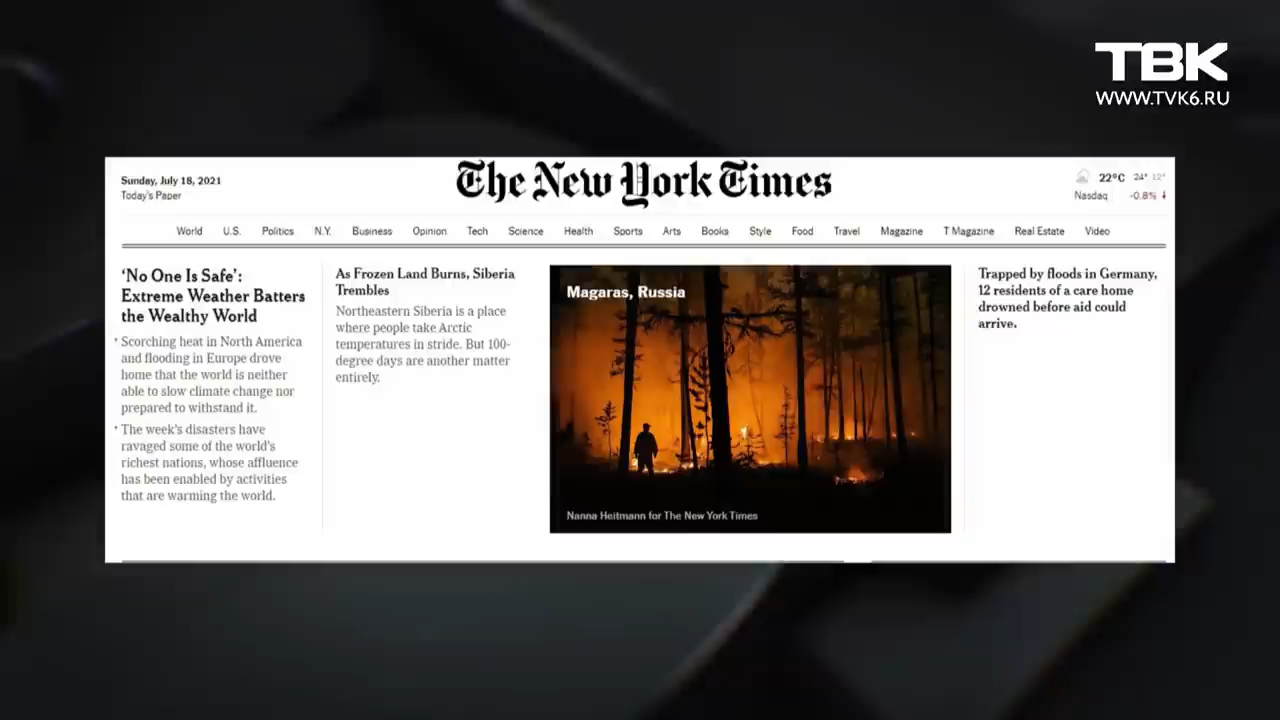 ТВК
WWW.TVK6.RU
Sunday, July 18, 2021
Today's Paper
The New York Times
22°C 24° 12°
Nasdaq -0.8% ↓
World U.S. Politics N.Y. Business Opinion Tech Science Health Sports Arts Books Style Food Travel Magazine T Magazine Real Estate Video
‘No One Is Safe’:
Extreme Weather Batters
the Wealthy World
Scorching heat in North America
and flooding in Europe drove
home that the world is neither
able to slow climate change nor
prepared to withstand it.
The week's disasters have
ravaged some of the world's
richest nations, whose affluence
has been enabled by activities
that are warming the world.
As Frozen Land Burns, Siberia
Trembles
Northeastern Siberia is a place
where people take Arctic
temperatures in stride. But 100-
degree days are another matter
entirely.
Magaras, Russia
Nanna Heitmann for The New York Times
Trapped by floods in Germany,
12 residents of a care home
drowned before aid could
arrive.